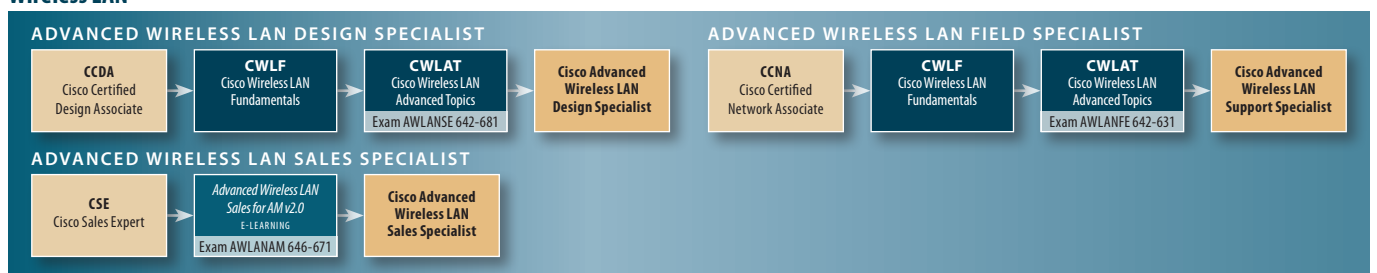 Wireless LAN
ADVANCED WIRELESS LAN DESIGN SPECIALIST
CCDA
Cisco Certified
Design Associate
CWLF
Cisco Wireless LAN
Fundamentals
CWLAT
Cisco Wireless LAN
Advanced Topics
Exam AWLANSE 642-681
Cisco Advanced
Wireless LAN
Design Specialist
ADVANCED WIRELESS LAN FIELD SPECIALIST
CCNA
Cisco Certified
Network Associate
CWLF
Cisco Wireless LAN
Fundamentals
CWLAT
Cisco Wireless LAN
Advanced Topics
Exam AWLANFE 642-631
Cisco Advanced
Wireless LAN
Support Specialist
ADVANCED WIRELESS LAN SALES SPECIALIST
CSE
Cisco Sales Expert
Advanced Wireless LAN
Sales for AM v2.0
E-LEARNING
Exam AWLANAM 646-671
Cisco Advanced
Wireless LAN
Sales Specialist